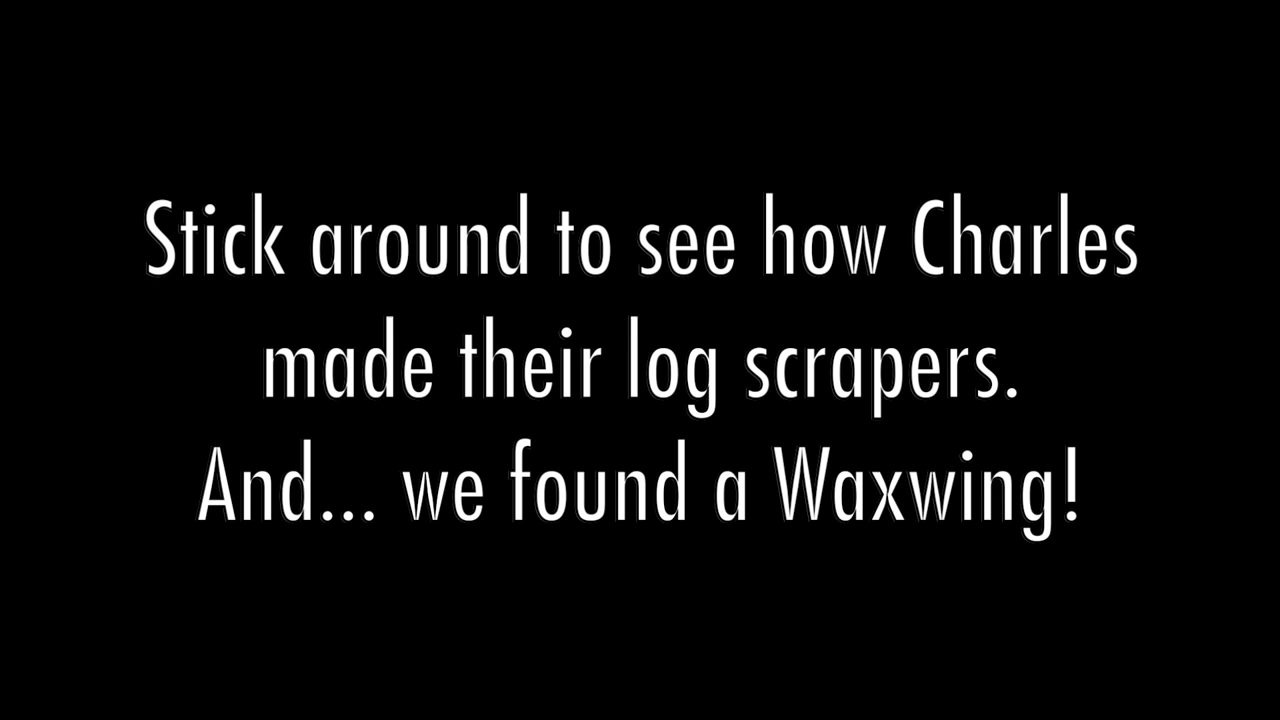 Stick around to see how Charles
made their log scrapers.
And... we found a Waxwing!